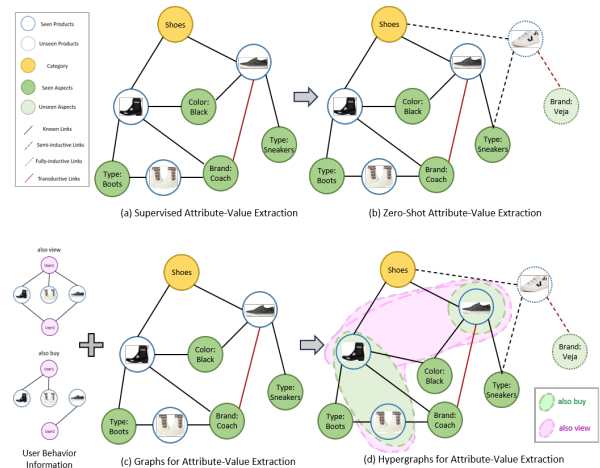 Seen Products
Unseen Products
Category
Seen Aspects
Unseen Aspects
Known Links
Semi-inductive Links
Fully-inductive Links
Transductive Links
Shoes
Color:
Black
Type:
Sneakers
Type:
Boots
Brand:
Coach
(a) Supervised Attribute-Value Extraction
Shoes
Color:
Black
Brand:
Veja
Type:
Sneakers
Type:
Boots
Brand:
Coach
(b) Zero-Shot Attribute-Value Extraction
also view
User1
User2
also buy
User1
User2
User Behavior
Information
Shoes
Color:
Black
Type:
Sneakers
Type:
Boots
Brand:
Coach
(c) Graphs for Attribute-Value Extraction
Shoes
Color:
Black
Brand:
Veja
Type:
Sneakers
Type:
Boots
Brand:
Coach
(d) Hypergraphs for Attribute-Value Extraction
also buy
also view